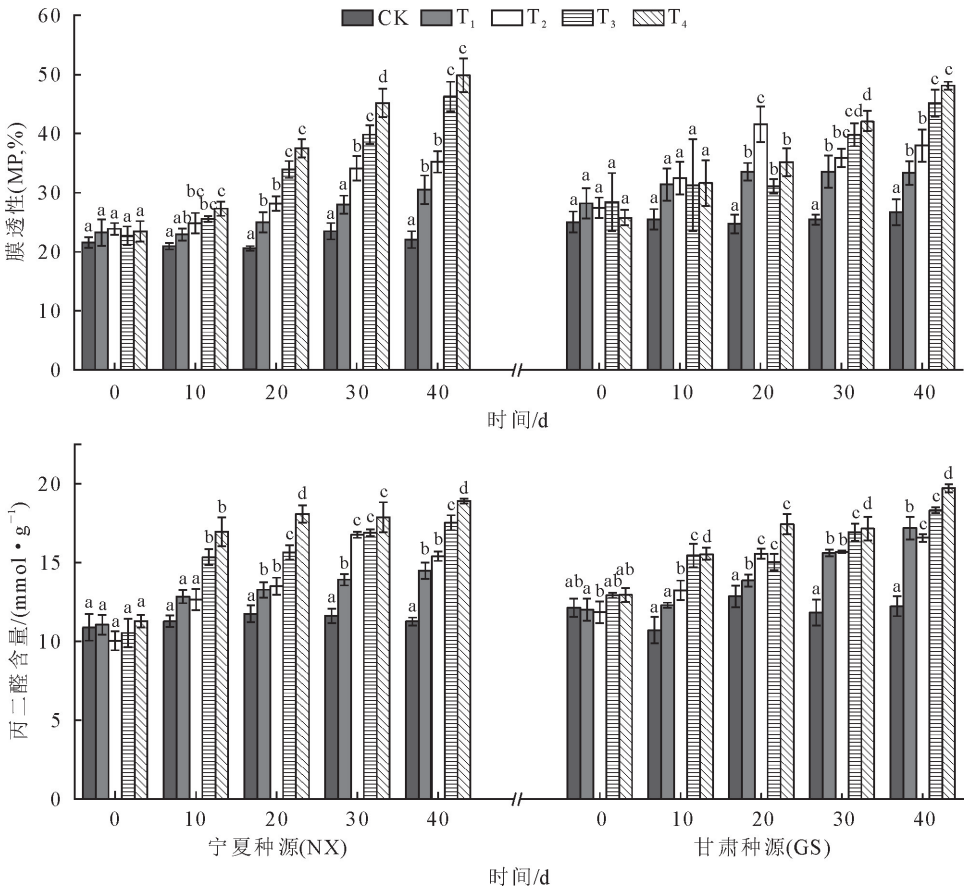 CK T₁ T₂ T₃ T₄
膜透性(MP,%)
60
50
40
30
20
10
0
a a a a a
a ab bc bc c
a b b c c
a a b c d
a b b c c
a a a a a
a a a a a
a b c b b
a b b cd d
a b b c c
0 10 20 30 40 // 0 10 20 30 40
时间/d
丙二醛含量/(mmol·g⁻¹)
20
15
10
5
0
a a a a a
a a a b b
a b b c d
a b c c c
a b b c d
ab a b ab ab
a a b c d
a b c c d
a b b c d
a b b c d
0 10 20 30 40 // 0 10 20 30 40
宁夏种源(NX) 甘肃种源(GS)
时间/d